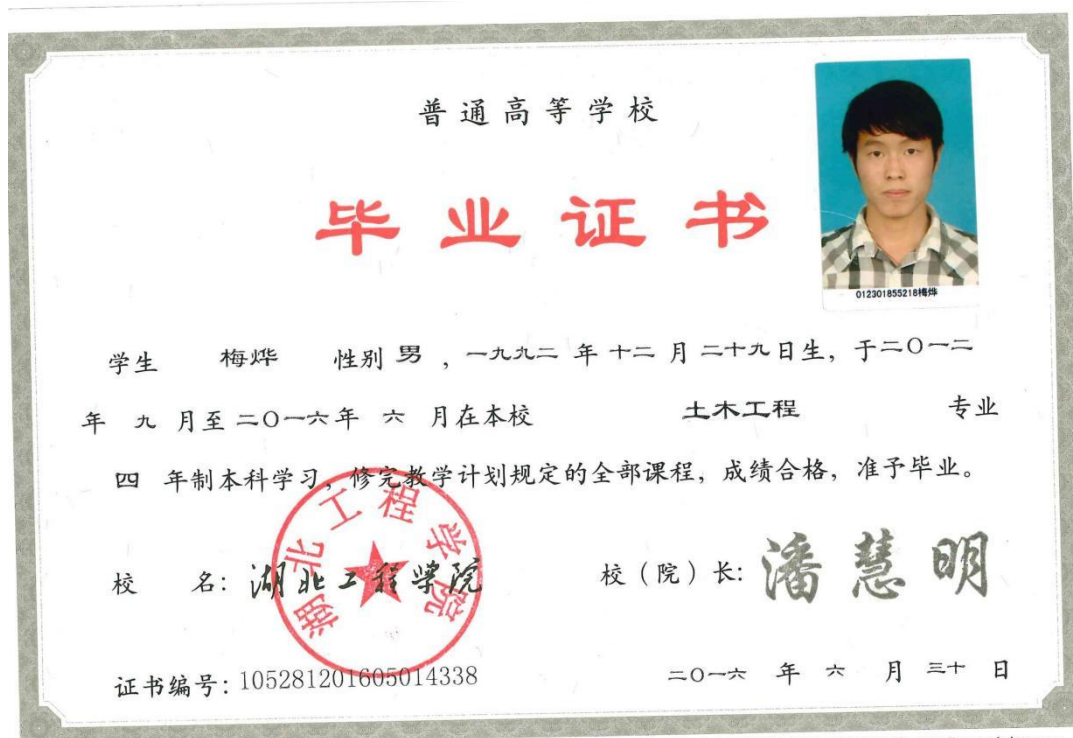 普通高等学校
毕业证书
012301855218梅烨
学生 梅烨 性别 男 ，一九九二 年 十二 月 二十九日生，于二〇一二
年 九 月至 二〇一六年 六 月在本校 土木工程 专业
四 年制本科学习，修完教学计划规定的全部课程，成绩合格，准予毕业。
湖北工程学院
校 名：湖北工程学院 校（院）长：潘慧明
证书编号：105281201605014338 二〇一六 年 六 月 三十 日